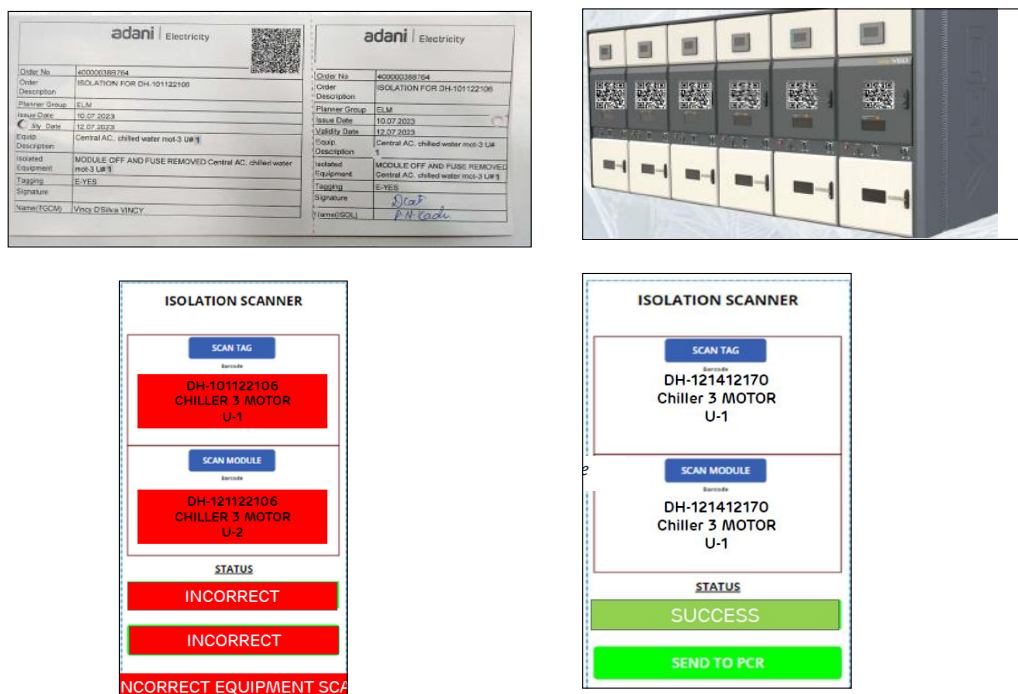 adani | Electricity
Order No 400000388764
Order Description ISOLATION FOR DH-101122106
Planner Group ELM
Issue Date 10.07.2023
Date 12.07.2023
Equip. Description Central AC. chilled water mot-3 U# 1
Isolated Equipment MODULE OFF AND FUSE REMOVED Central AC. chilled water
mot-3 U# 1
Tagging E-YES
Signature
Name(TGCM) Vincy D'Silva VINCY
adani | Electricity
Order No 400000388764
Order Description ISOLATION FOR DH-101122106
Planner Group ELM
Issue Date 10.07.2023
Validity Date 12.07.2023
Equip. Description Central AC. chilled water mot-3 U#
1
Isolated Equipment MODULE OFF AND FUSE REMOVED
Central AC. chilled water mot-3 U# 1
Tagging E-YES
Signature
Name(ISOL)
ISOLATION SCANNER
SCAN TAG
Barcode
DH-101122106
CHILLER 3 MOTOR
U-1
SCAN MODULE
Barcode
DH-121122106
CHILLER 3 MOTOR
U-2
STATUS
INCORRECT
INCORRECT
NCORRECT EQUIPMENT SCA
ISOLATION SCANNER
SCAN TAG
Barcode
DH-121412170
Chiller 3 MOTOR
U-1
e
SCAN MODULE
Barcode
DH-121412170
Chiller 3 MOTOR
U-1
STATUS
SUCCESS
SEND TO PCR